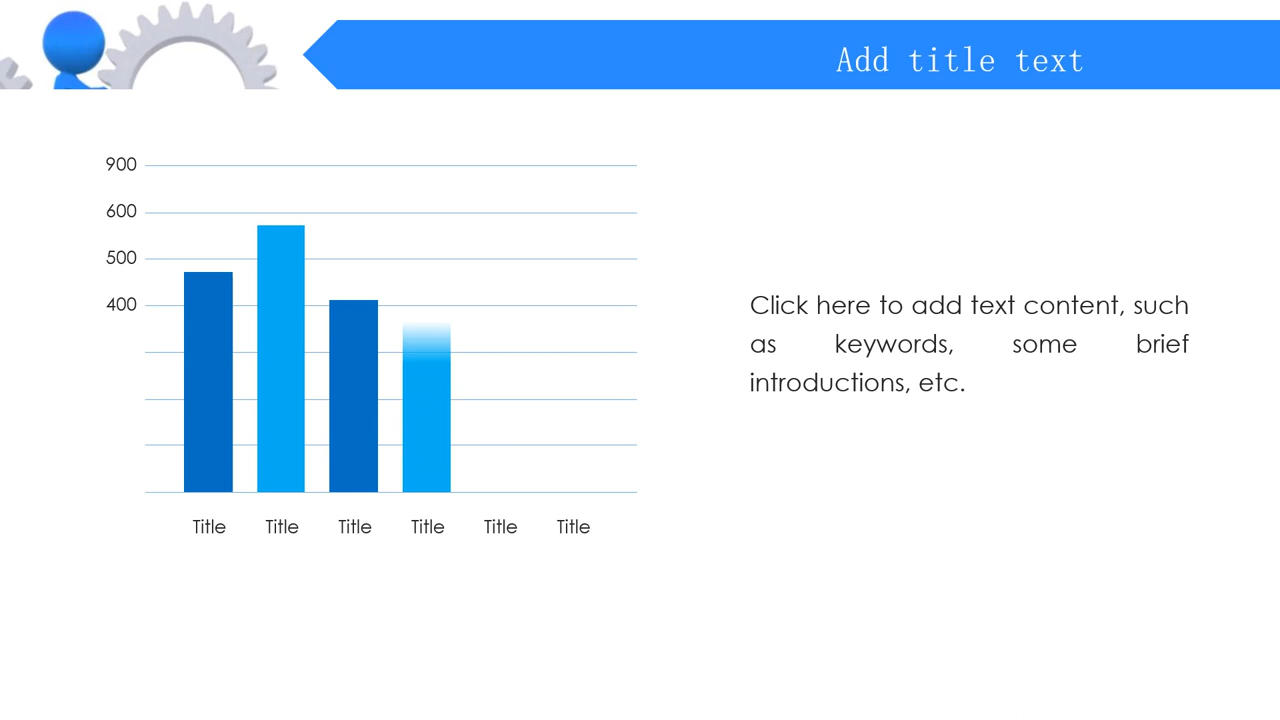 Add title text
900
600
500
400
Title Title Title Title Title Title
Click here to add text content, such
as keywords, some brief
introductions, etc.